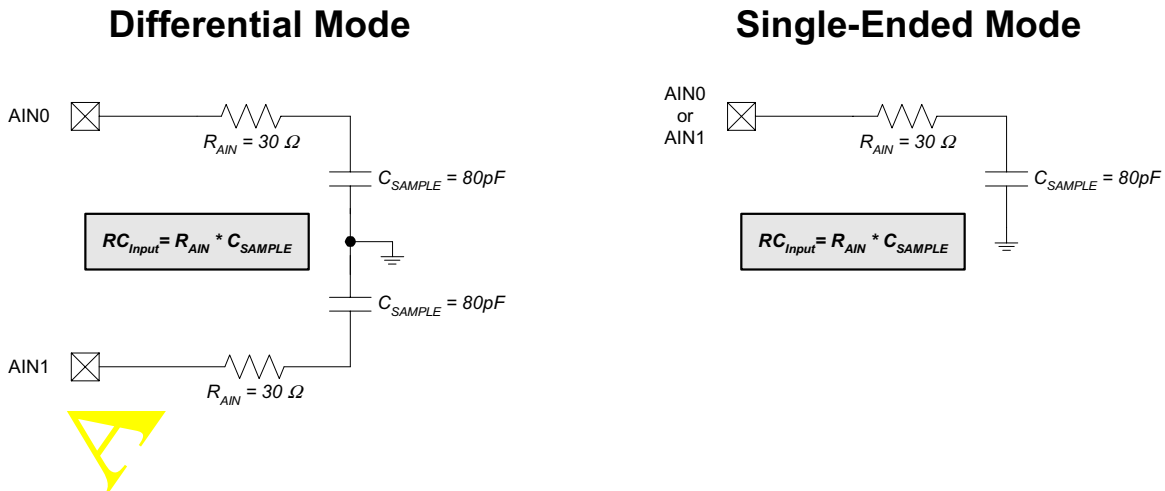 Differential Mode
AIN0
R_AIN = 30 Ω
C_SAMPLE = 80pF
RC_Input= R_AIN * C_SAMPLE
C_SAMPLE = 80pF
AIN1
R_AIN = 30 Ω
Single-Ended Mode
AIN0
or
AIN1
R_AIN = 30 Ω
C_SAMPLE = 80pF
RC_Input= R_AIN * C_SAMPLE